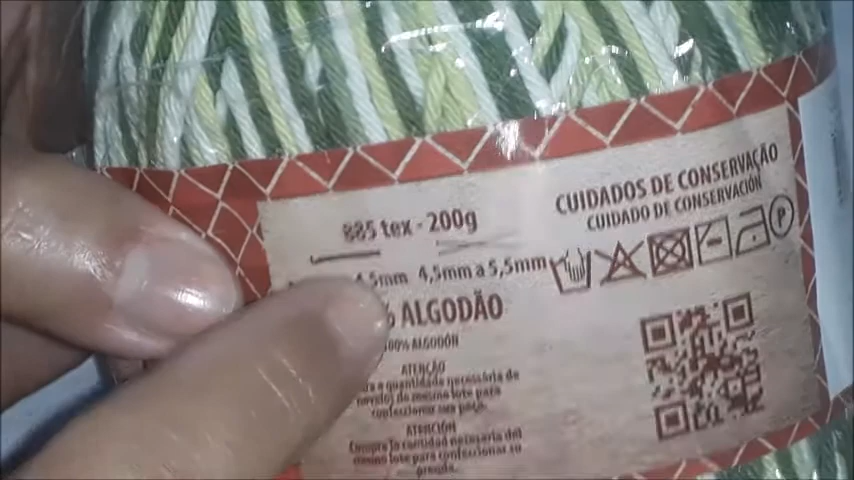 885 tex - 200g
CUIDADOS DE CONSERVAÇÃO
CUIDADO DE CONSERVACIÓN
4,5mm 4,5mm a 5,5mm
P
% ALGODÃO
100% ALGODÓN
ATENÇÃO
a quantidade necessária de
(novelo) do mesmo lote para
confeccionar
ATENCIÓN
Compre la cantidad necesaria del
mismo lote para confeccionar su
prenda